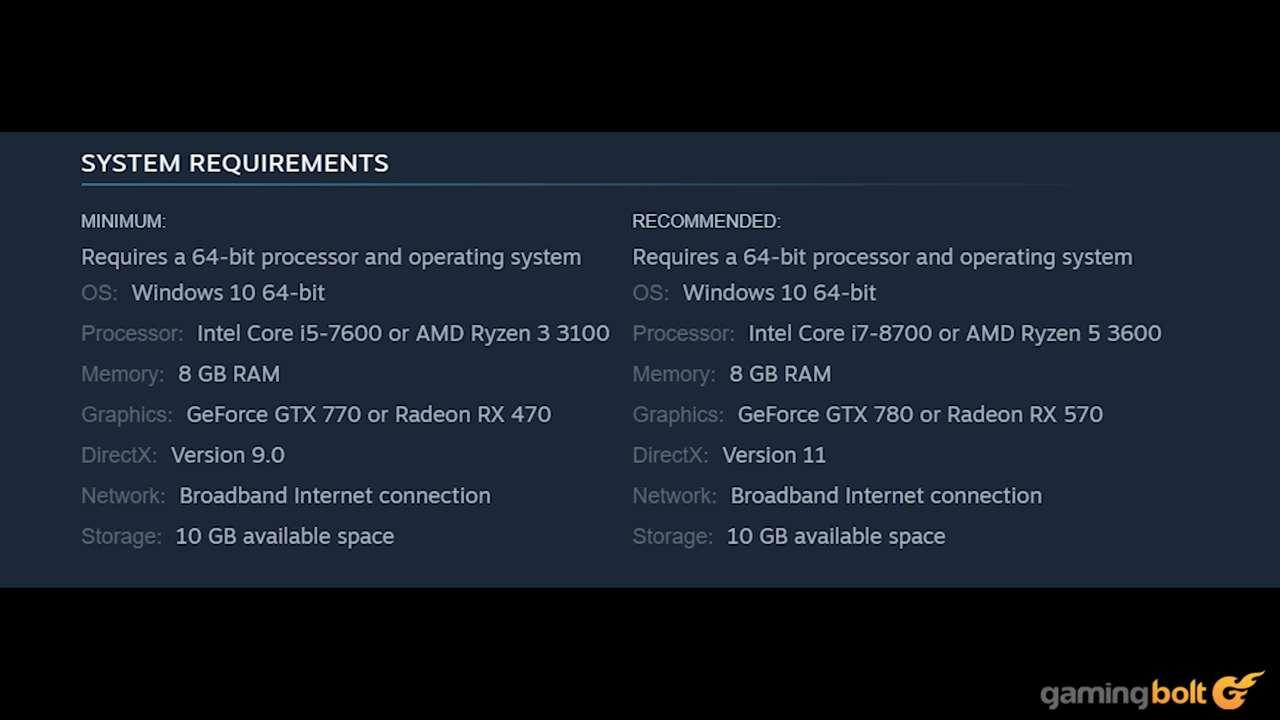 SYSTEM REQUIREMENTS
MINIMUM:
Requires a 64-bit processor and operating system
OS: Windows 10 64-bit
Processor: Intel Core i5-7600 or AMD Ryzen 3 3100
Memory: 8 GB RAM
Graphics: GeForce GTX 770 or Radeon RX 470
DirectX: Version 9.0
Network: Broadband Internet connection
Storage: 10 GB available space
RECOMMENDED:
Requires a 64-bit processor and operating system
OS: Windows 10 64-bit
Processor: Intel Core i7-8700 or AMD Ryzen 5 3600
Memory: 8 GB RAM
Graphics: GeForce GTX 780 or Radeon RX 570
DirectX: Version 11
Network: Broadband Internet connection
Storage: 10 GB available space
gamingbolt